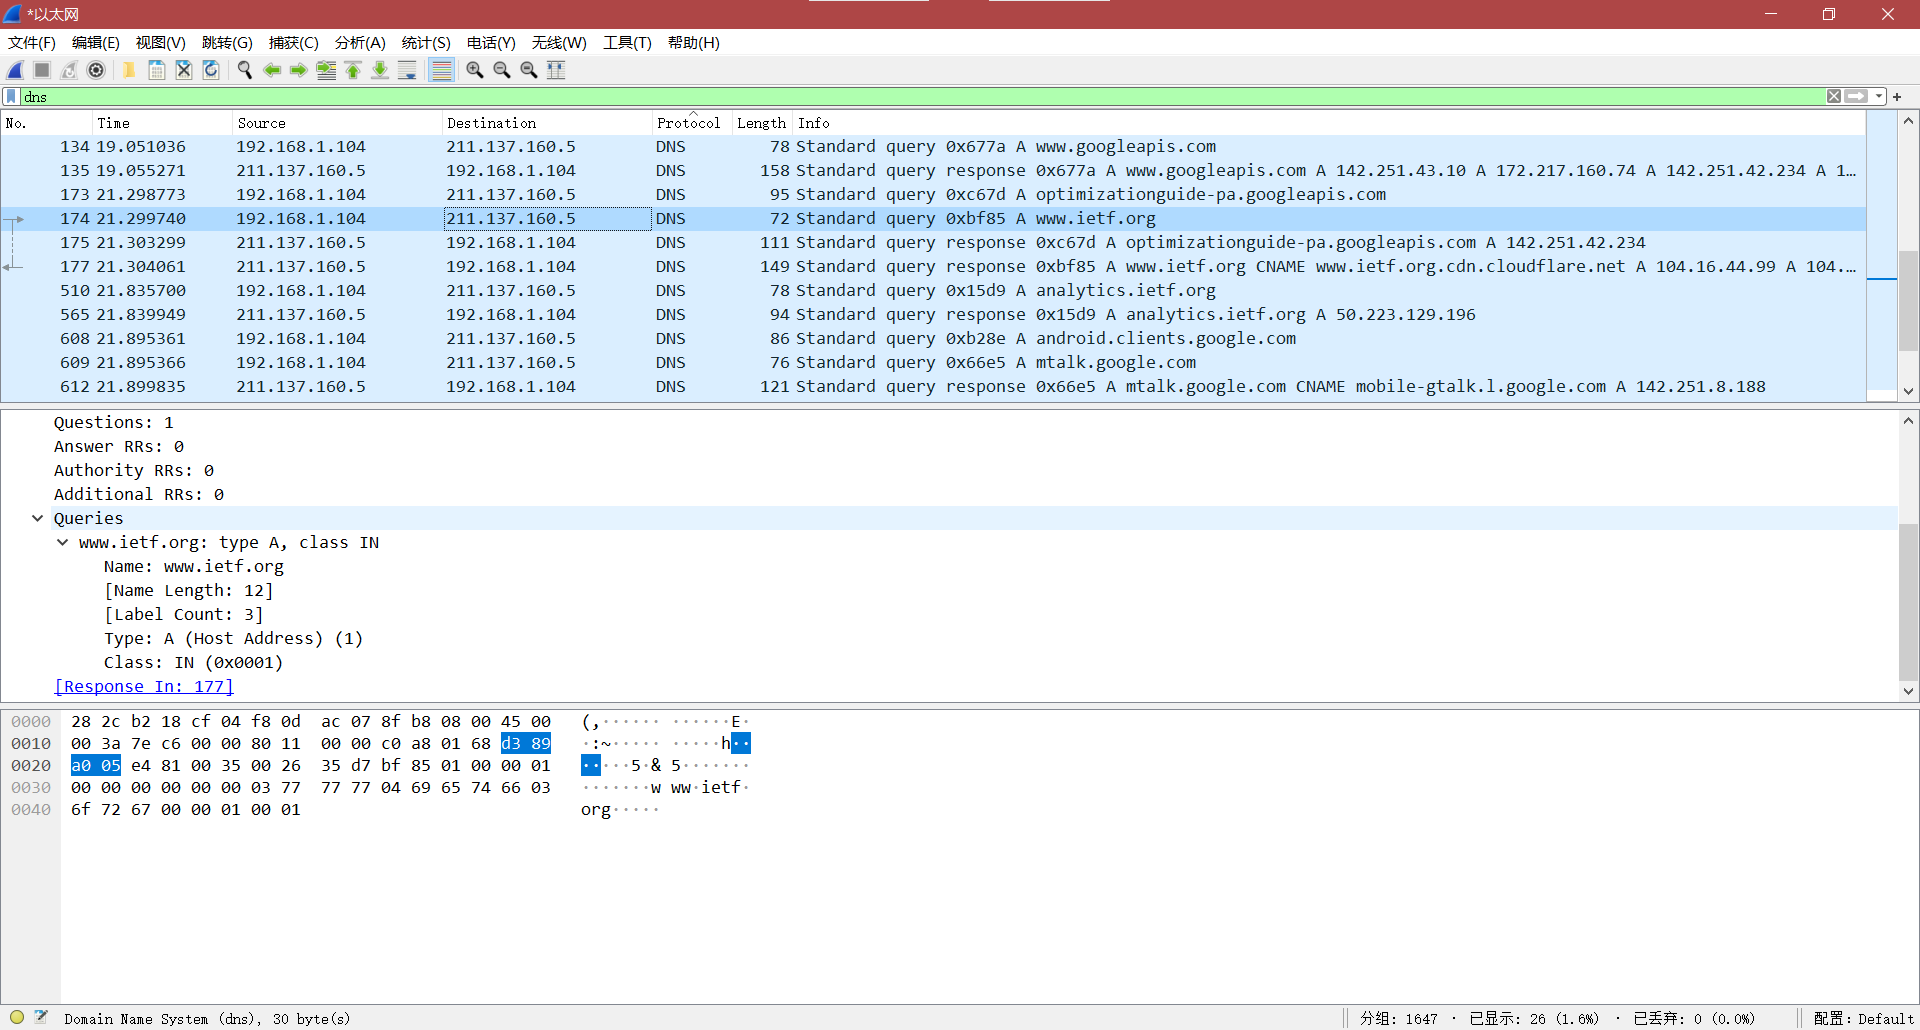 *以太网
文件(F) 编辑(E) 视图(V) 跳转(G) 捕获(C) 分析(A) 统计(S) 电话(Y) 无线(W) 工具(T) 帮助(H)
dns
No. Time Source Destination Protocol Length Info
134 19.051036 192.168.1.104 211.137.160.5 DNS 78 Standard query 0x677a A www.googleapis.com
135 19.055271 211.137.160.5 192.168.1.104 DNS 158 Standard query response 0x677a A www.googleapis.com A 142.251.43.10 A 172.217.160.74 A 142.251.42.234 A 1…
173 21.298773 192.168.1.104 211.137.160.5 DNS 95 Standard query 0xc67d A optimizationguide-pa.googleapis.com
174 21.299740 192.168.1.104 211.137.160.5 DNS 72 Standard query 0xbf85 A www.ietf.org
175 21.303299 211.137.160.5 192.168.1.104 DNS 111 Standard query response 0xc67d A optimizationguide-pa.googleapis.com A 142.251.42.234
177 21.304061 211.137.160.5 192.168.1.104 DNS 149 Standard query response 0xbf85 A www.ietf.org CNAME www.ietf.org.cdn.cloudflare.net A 104.16.44.99 A 104.…
510 21.835700 192.168.1.104 211.137.160.5 DNS 78 Standard query 0x15d9 A analytics.ietf.org
565 21.839949 211.137.160.5 192.168.1.104 DNS 94 Standard query response 0x15d9 A analytics.ietf.org A 50.223.129.196
608 21.895361 192.168.1.104 211.137.160.5 DNS 86 Standard query 0xb28e A android.clients.google.com
609 21.895366 192.168.1.104 211.137.160.5 DNS 76 Standard query 0x66e5 A mtalk.google.com
612 21.899835 211.137.160.5 192.168.1.104 DNS 121 Standard query response 0x66e5 A mtalk.google.com CNAME mobile-gtalk.l.google.com A 142.251.8.188
Questions: 1
Answer RRs: 0
Authority RRs: 0
Additional RRs: 0
Queries
www.ietf.org: type A, class IN
Name: www.ietf.org
[Name Length: 12]
[Label Count: 3]
Type: A (Host Address) (1)
Class: IN (0x0001)
[Response In: 177]
0000 28 2c b2 18 cf 04 f8 0d ac 07 8f b8 08 00 45 00 (,······ ······E·
0010 00 3a 7e c6 00 00 80 11 00 00 c0 a8 01 68 d3 89 ·:~····· ·····h··
0020 a0 05 e4 81 00 35 00 26 35 d7 bf 85 01 00 00 01 ·····5·& 5·······
0030 00 00 00 00 00 00 03 77 77 77 04 69 65 74 66 03 ·······w ww·ietf·
0040 6f 72 67 00 00 01 00 01 org·····
Domain Name System (dns), 30 byte(s) 分组: 1647 · 已显示: 26 (1.6%) · 已丢弃: 0 (0.0%) 配置: Default